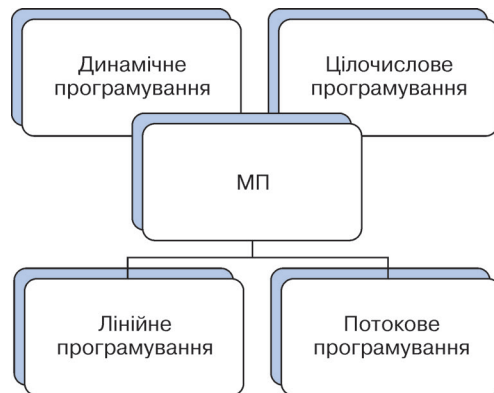 Динамічне
програмування
Цілочислове
програмування
МП
Лінійне
програмування
Потокове
програмування